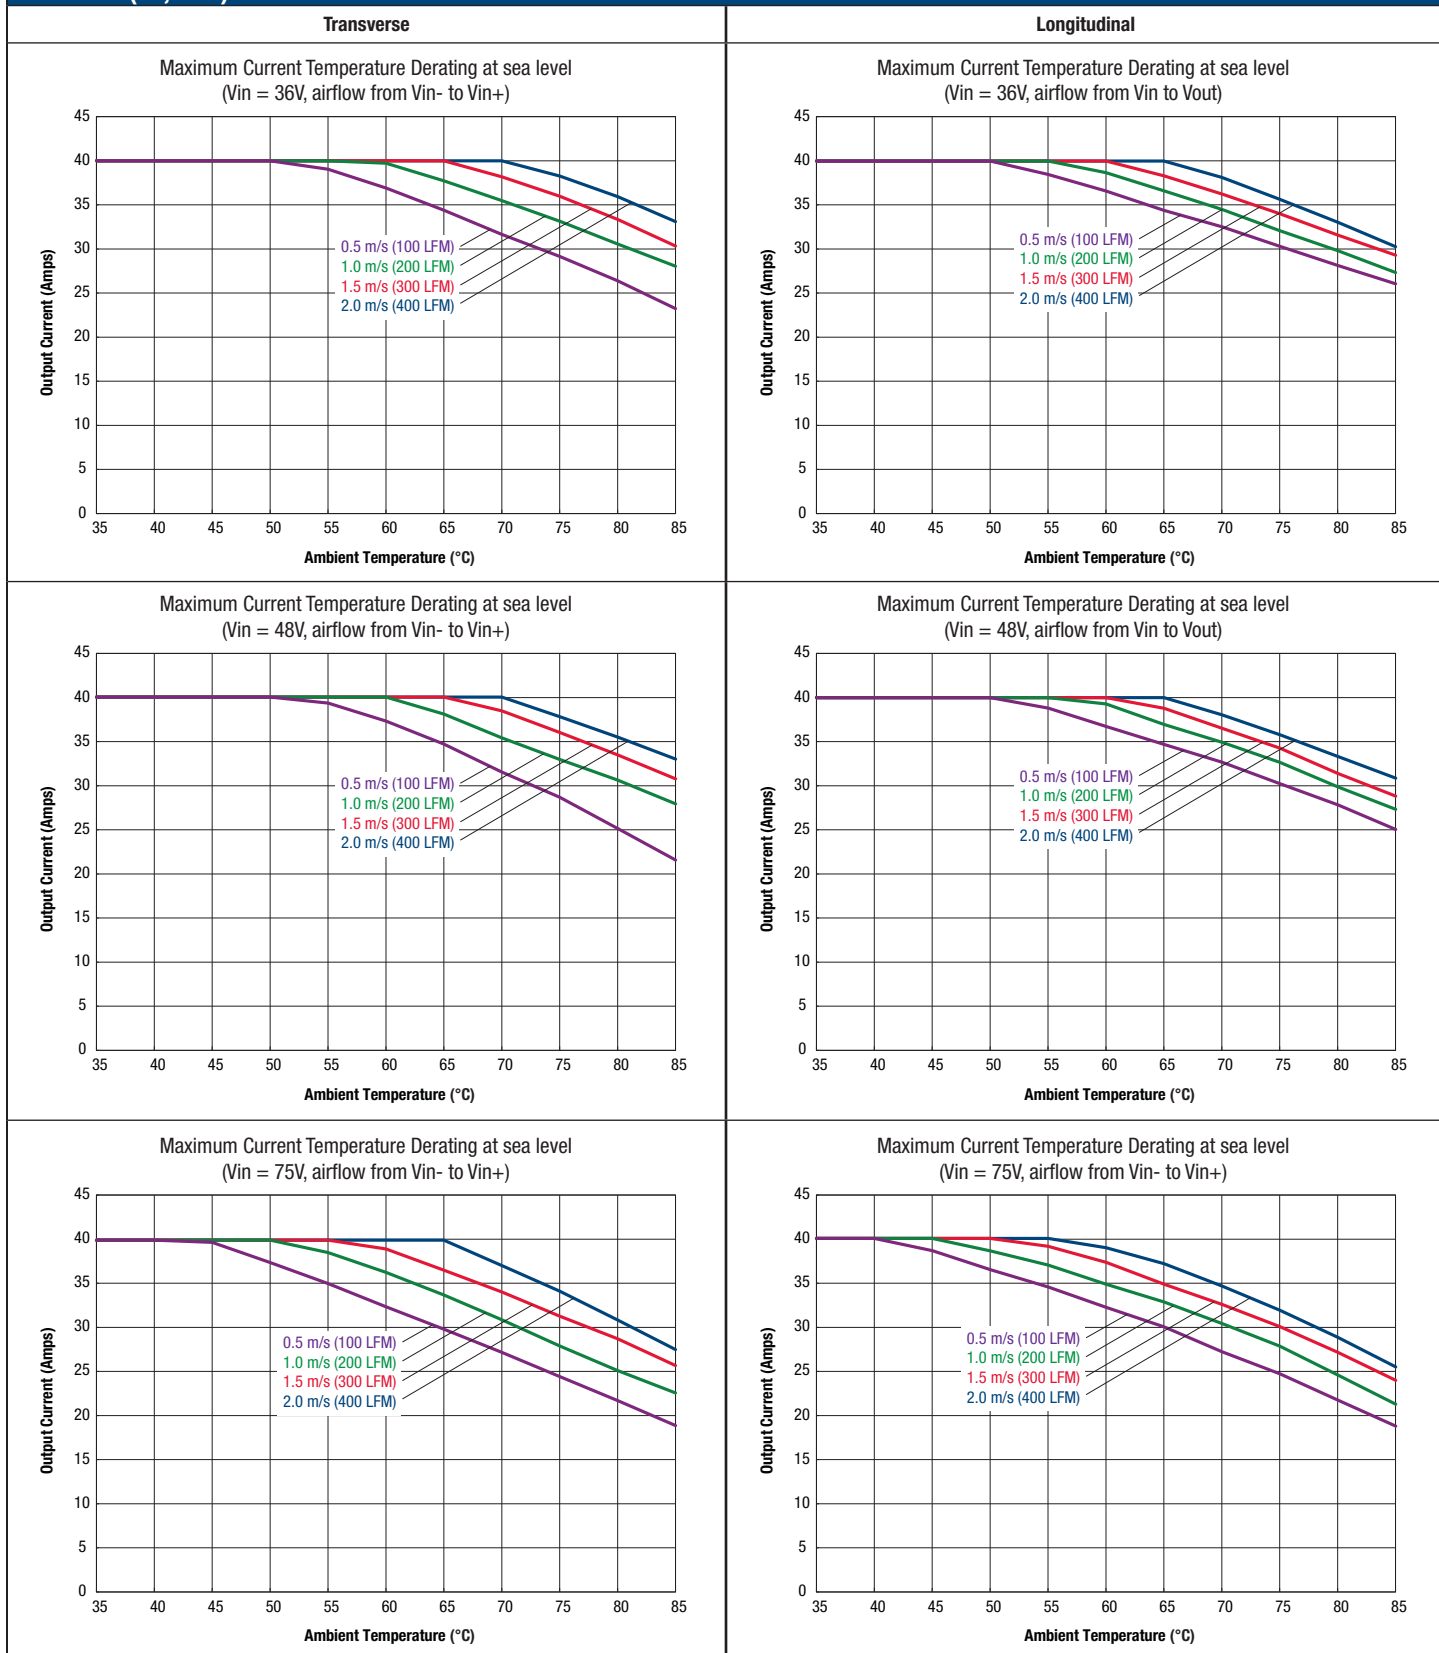 Transverse
Longitudinal
Maximum Current Temperature Derating at sea level
(Vin = 36V, airflow from Vin- to Vin+)
45
40
35
30
25
20
15
10
5
0
Output Current (Amps)
0.5 m/s (100 LFM)
1.0 m/s (200 LFM)
1.5 m/s (300 LFM)
2.0 m/s (400 LFM)
35 40 45 50 55 60 65 70 75 80 85
Ambient Temperature (°C)
Maximum Current Temperature Derating at sea level
(Vin = 36V, airflow from Vin to Vout)
45
40
35
30
25
20
15
10
5
0
Output Current (Amps)
0.5 m/s (100 LFM)
1.0 m/s (200 LFM)
1.5 m/s (300 LFM)
2.0 m/s (400 LFM)
35 40 45 50 55 60 65 70 75 80 85
Ambient Temperature (°C)
Maximum Current Temperature Derating at sea level
(Vin = 48V, airflow from Vin- to Vin+)
45
40
35
30
25
20
15
10
5
0
Output Current (Amps)
0.5 m/s (100 LFM)
1.0 m/s (200 LFM)
1.5 m/s (300 LFM)
2.0 m/s (400 LFM)
35 40 45 50 55 60 65 70 75 80 85
Ambient Temperature (°C)
Maximum Current Temperature Derating at sea level
(Vin = 48V, airflow from Vin to Vout)
45
40
35
30
25
20
15
10
5
0
Output Current (Amps)
0.5 m/s (100 LFM)
1.0 m/s (200 LFM)
1.5 m/s (300 LFM)
2.0 m/s (400 LFM)
35 40 45 50 55 60 65 70 75 80 85
Ambient Temperature (°C)
Maximum Current Temperature Derating at sea level
(Vin = 75V, airflow from Vin- to Vin+)
45
40
35
30
25
20
15
10
5
0
Output Current (Amps)
0.5 m/s (100 LFM)
1.0 m/s (200 LFM)
1.5 m/s (300 LFM)
2.0 m/s (400 LFM)
35 40 45 50 55 60 65 70 75 80 85
Ambient Temperature (°C)
Maximum Current Temperature Derating at sea level
(Vin = 75V, airflow from Vin- to Vin+)
45
40
35
30
25
20
15
10
5
0
Output Current (Amps)
0.5 m/s (100 LFM)
1.0 m/s (200 LFM)
1.5 m/s (300 LFM)
2.0 m/s (400 LFM)
35 40 45 50 55 60 65 70 75 80 85
Ambient Temperature (°C)